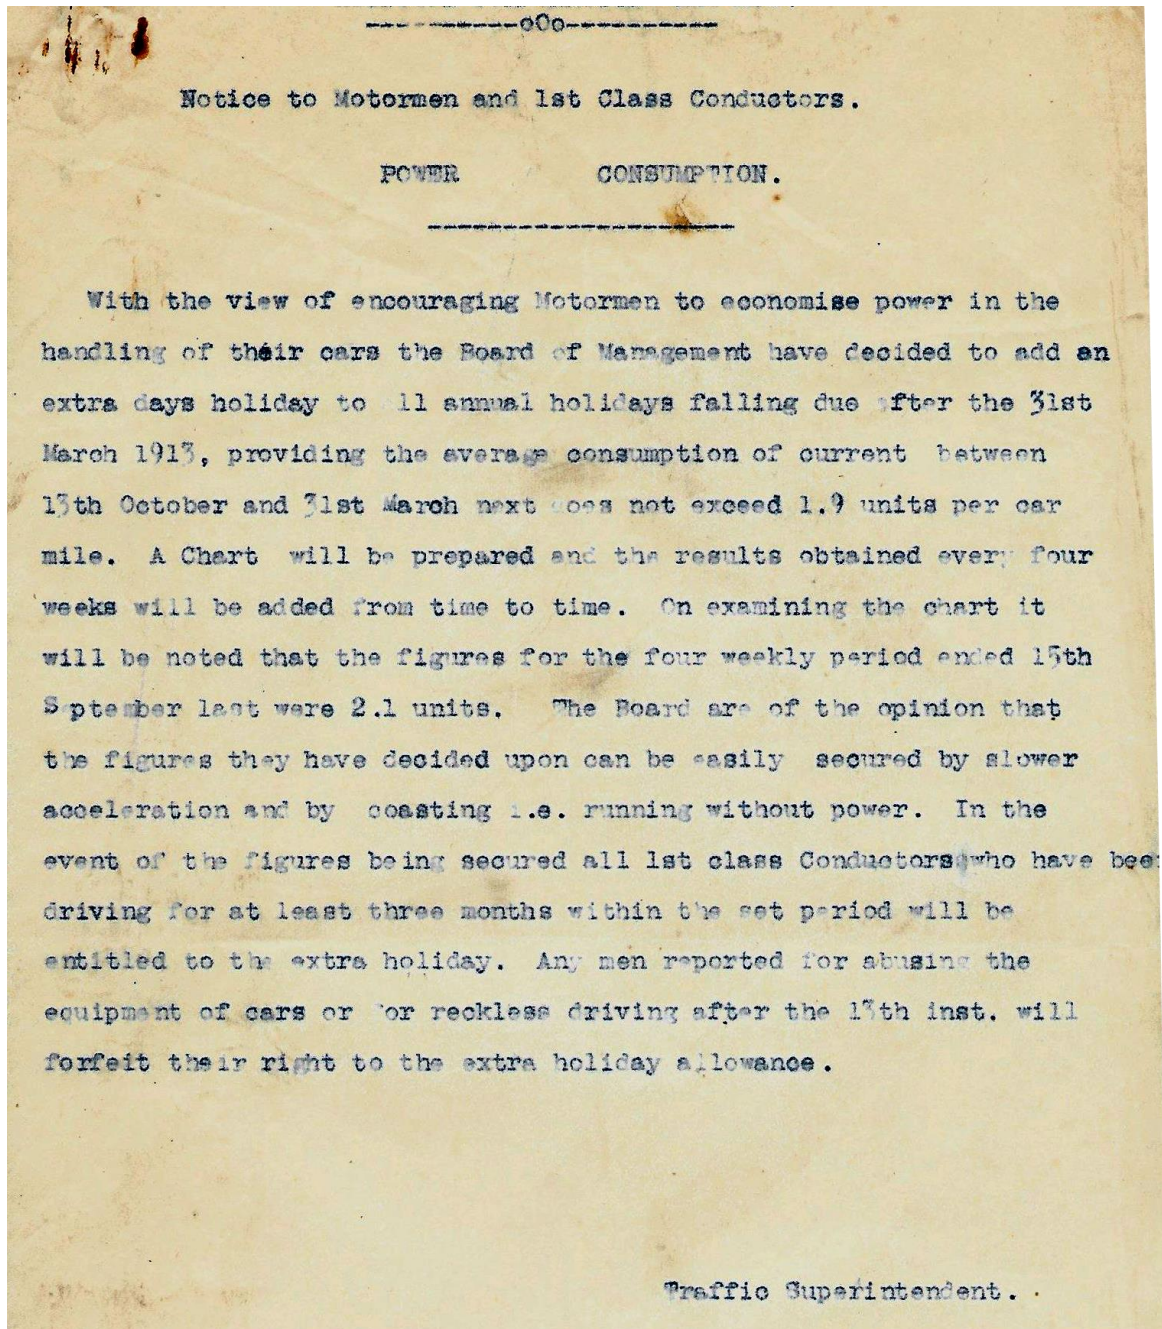 -----------oOo-----------
Notice to Motormen and 1st Class Conductors.
POWER CONSUMPTION.
--------------------
With the view of encouraging Motormen to economise power in the
handling of their cars the Board of Management have decided to add an
extra days holiday to ll annual holidays falling due after the 31st
March 1913, providing the average consumption of current between
13th October and 31st March next does not exceed 1.9 units per car
mile. A Chart will be prepared and the results obtained every four
weeks will be added from time to time. On examining the chart it
will be noted that the figures for the four weekly period ended 15th
S ptember last were 2.1 units. The Board are of the opinion that
the figures they have decided upon can be easily secured by slower
acceleration and by coasting i.e. running without power. In the
event of the figures being secured all 1st class Conductors who have been
driving for at least three months within the set period will be
entitled to the extra holiday. Any men reported for abusing the
equipment of cars or for reckless driving after the 13th inst. will
forfeit their right to the extra holiday allowance.
Traffic Superintendent.